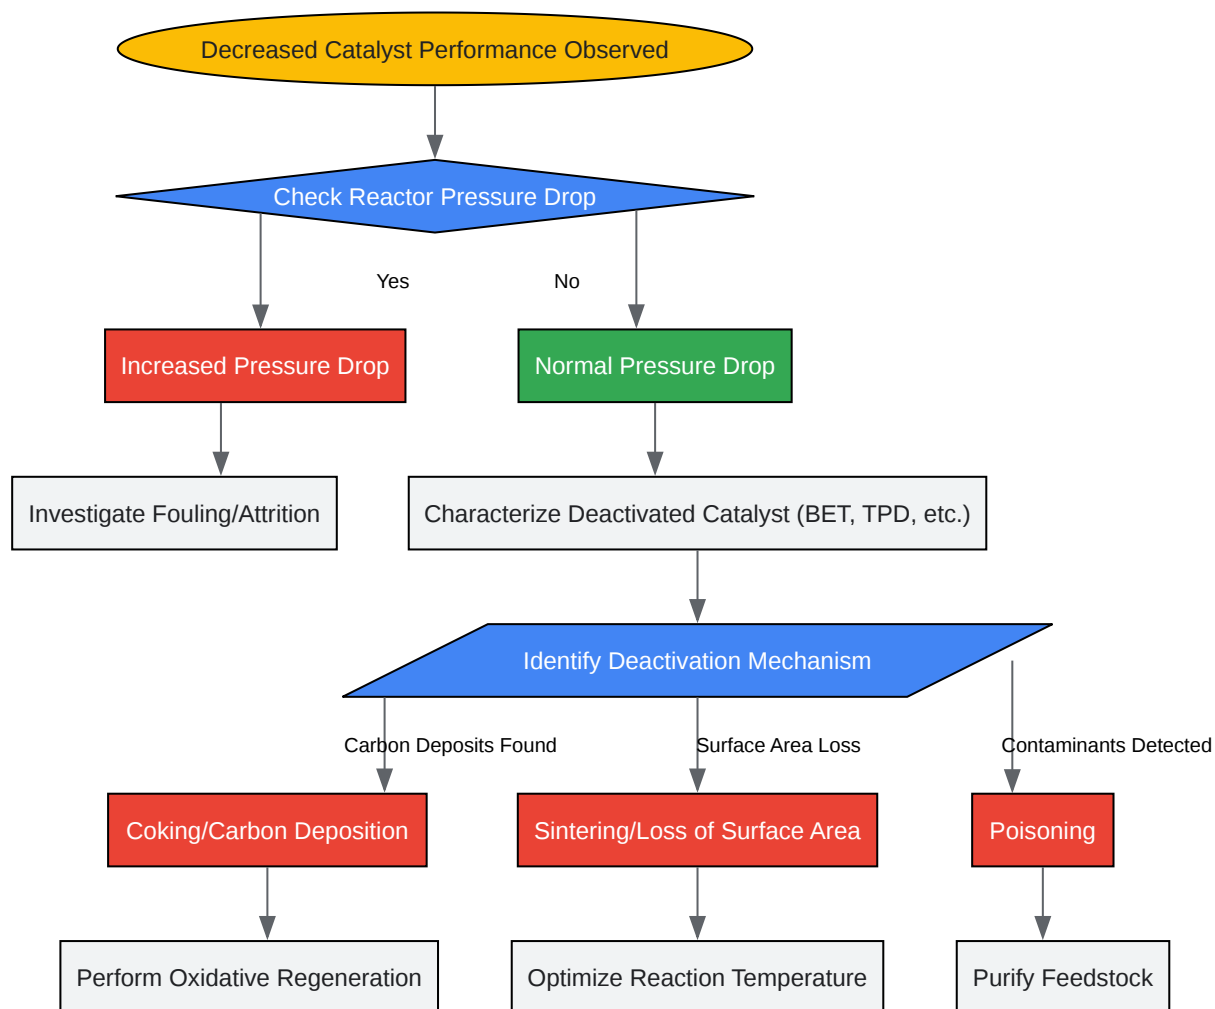 Decreased Catalyst Performance Observed
Check Reactor Pressure Drop
Yes
No
Increased Pressure Drop
Normal Pressure Drop
Investigate Fouling/Attrition
Characterize Deactivated Catalyst (BET, TPD, etc.)
Identify Deactivation Mechanism
Carbon Deposits Found
Surface Area Loss
Contaminants Detected
Coking/Carbon Deposition
Sintering/Loss of Surface Area
Poisoning
Perform Oxidative Regeneration
Optimize Reaction Temperature
Purify Feedstock